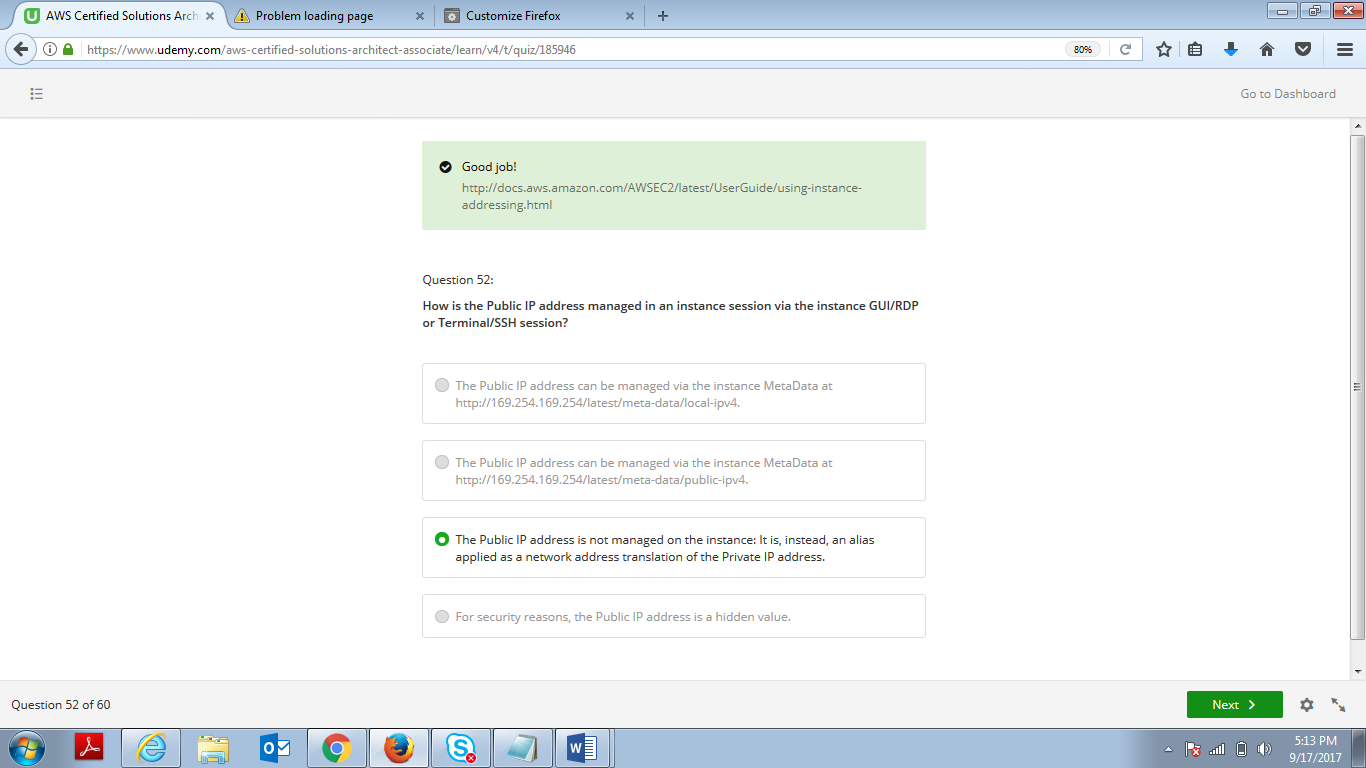 AWS Certified Solutions Arch
Problem loading page
Customize Firefox
https://www.udemy.com/aws-certified-solutions-architect-associate/learn/v4/t/quiz/185946
80%
Go to Dashboard
Good job!
http://docs.aws.amazon.com/AWSEC2/latest/UserGuide/using-instance-
addressing.html
Question 52:
How is the Public IP address managed in an instance session via the instance GUI/RDP
or Terminal/SSH session?
The Public IP address can be managed via the instance MetaData at
http://169.254.169.254/latest/meta-data/local-ipv4.
The Public IP address can be managed via the instance MetaData at
http://169.254.169.254/latest/meta-data/public-ipv4.
The Public IP address is not managed on the instance: It is, instead, an alias
applied as a network address translation of the Private IP address.
For security reasons, the Public IP address is a hidden value.
Question 52 of 60
Next
5:13 PM
9/17/2017